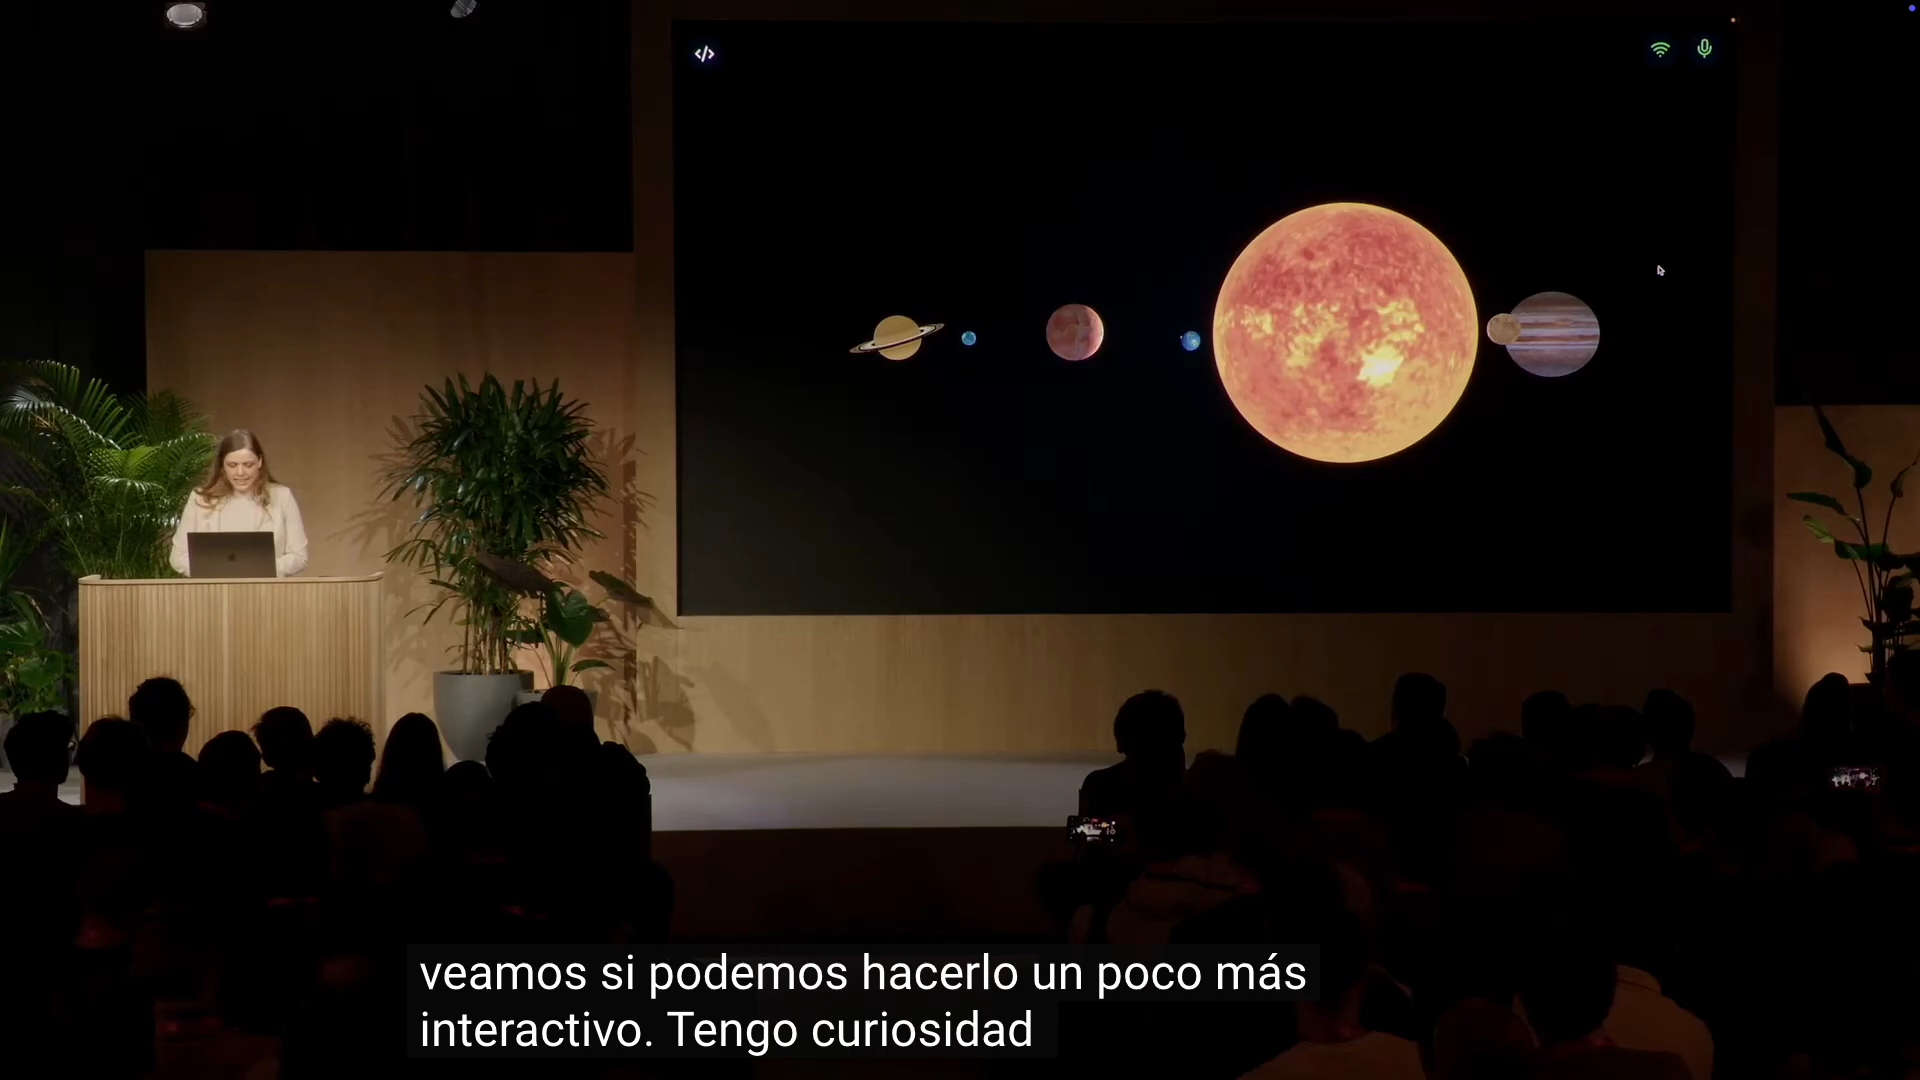 </>
veamos si podemos hacerlo un poco más
interactivo. Tengo curiosidad